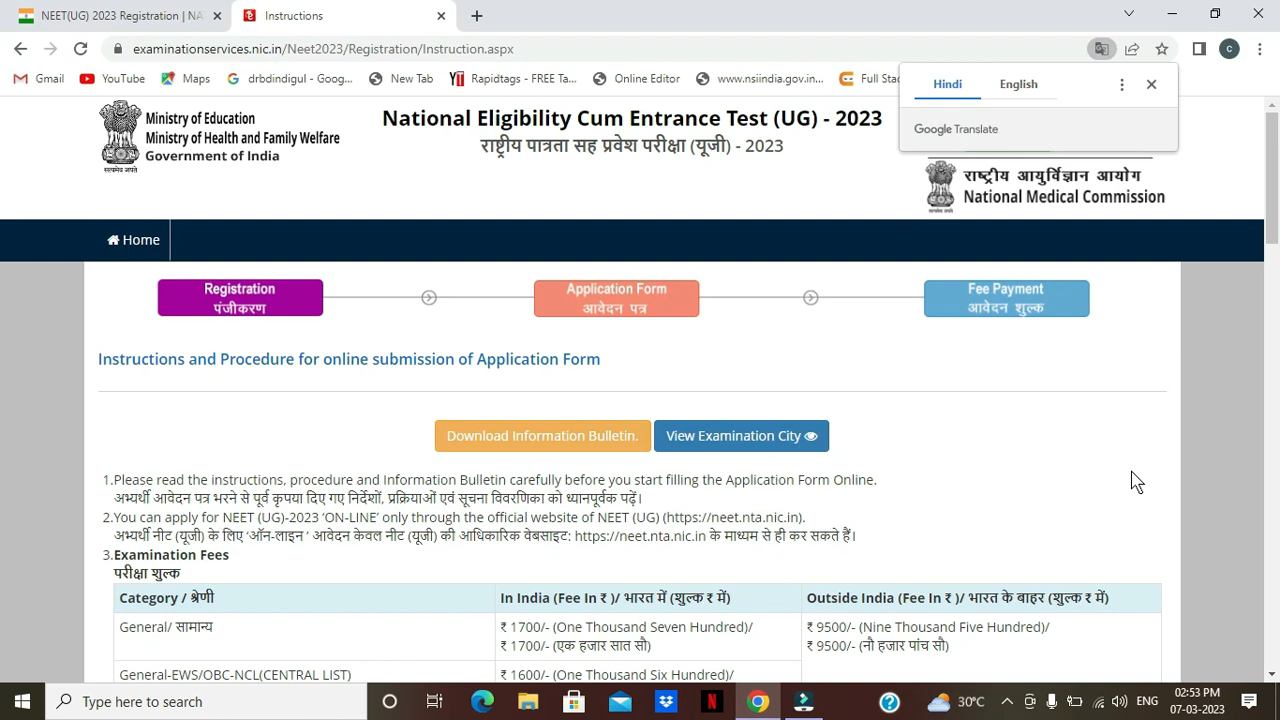 NEET(UG) 2023 Registration | NA
Instructions
examinationservices.nic.in/Neet2023/Registration/Instruction.aspx
Gmail
YouTube
Maps
drbdindigul - Goog...
New Tab
Rapidtags - FREE Ta...
Online Editor
www.nsiindia.gov.in...
Full Sta
Hindi
English
Google Translate
Ministry of Education
Ministry of Health and Family Welfare
Government of India
सत्यमेव जयते
National Eligibility Cum Entrance Test (UG) - 2023
राष्ट्रीय पात्रता सह प्रवेश परीक्षा (यूजी) - 2023
राष्ट्रीय आयुर्विज्ञान आयोग
National Medical Commission
सत्यमेव जयते
Home
Registration
पंजीकरण
Application Form
आवेदन पत्र
Fee Payment
आवेदन शुल्क
Instructions and Procedure for online submission of Application Form
Download Information Bulletin.
View Examination City
1.Please read the instructions, procedure and Information Bulletin carefully before you start filling the Application Form Online.
अभ्यर्थी आवेदन पत्र भरने से पूर्व कृपया दिए गए निर्देशों, प्रक्रियाओं एवं सूचना विवरणिका को ध्यानपूर्वक पढ़ें।
2.You can apply for NEET (UG)-2023 ‘ON-LINE’ only through the official website of NEET (UG) (https://neet.nta.nic.in).
अभ्यर्थी नीट (यूजी) के लिए ‘ऑन-लाइन ’ आवेदन केवल नीट (यूजी) की आधिकारिक वेबसाइट: https://neet.nta.nic.in के माध्यम से ही कर सकते हैं।
3.Examination Fees
परीक्षा शुल्क
Category / श्रेणी
In India (Fee In ₹ )/ भारत में (शुल्क ₹ में)
Outside India (Fee In ₹ )/ भारत के बाहर (शुल्क ₹ में)
General/ सामान्य
₹ 1700/- (One Thousand Seven Hundred)/
₹ 1700/- (एक हजार सात सौ)
₹ 9500/- (Nine Thousand Five Hundred)/
₹ 9500/- (नौ हजार पांच सौ)
General-EWS/OBC-NCL(CENTRAL LIST)
₹ 1600/- (One Thousand Six Hundred)/
Type here to search
30°C
ENG
02:53 PM
07-03-2023